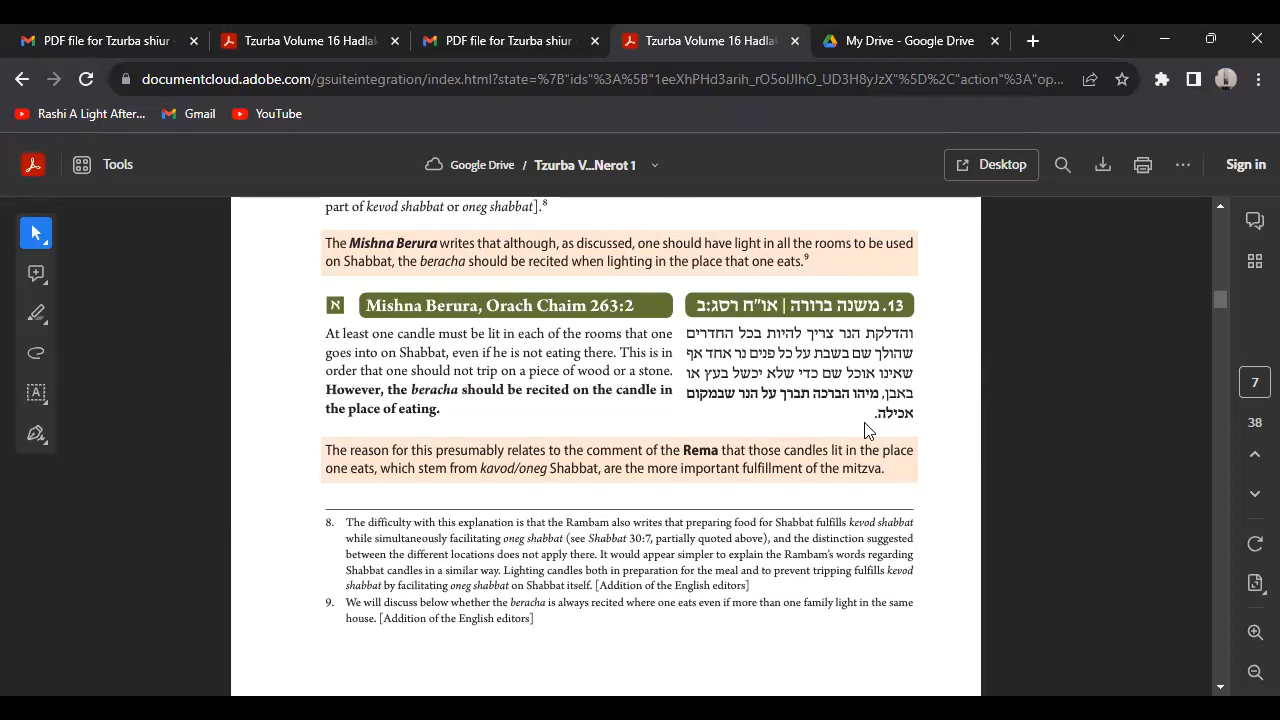 PDF file for Tzurba shiur
Tzurba Volume 16 Hadlak
PDF file for Tzurba shiur
Tzurba Volume 16 Hadlak
My Drive - Google Drive
documentcloud.adobe.com/gsuiteintegration/index.html?state=%7B"ids"%3A%5B"1eeXhPHd3arih_rO5oIJlhO_UD3H8yJzX"%5D%2C"action"%3A"op...
Rashi A Light After...
Gmail
YouTube
Tools
Google Drive / Tzurba V...Nerot 1
Desktop
Sign in
part of kevod shabbat or oneg shabbat].8
The Mishna Berura writes that although, as discussed, one should have light in all the rooms to be used
on Shabbat, the beracha should be recited when lighting in the place that one eats.9
א Mishna Berura, Orach Chaim 263:2
At least one candle must be lit in each of the rooms that one
goes into on Shabbat, even if he is not eating there. This is in
order that one should not trip on a piece of wood or a stone.
However, the beracha should be recited on the candle in
the place of eating.
13. משנה ברורה | או"ח רסג:ב
והדלקת הנר צריך להיות בכל החדרים
שהולך שם בשבת על כל פנים נר אחד אף
שאינו אוכל שם כדי שלא יכשל בעץ או
באבן, מיהו הברכה תברך על הנר שבמקום
אכילה.
The reason for this presumably relates to the comment of the Rema that those candles lit in the place
one eats, which stem from kavod/oneg Shabbat, are the more important fulfillment of the mitzva.
8. The difficulty with this explanation is that the Rambam also writes that preparing food for Shabbat fulfills kevod shabbat
while simultaneously facilitating oneg shabbat (see Shabbat 30:7, partially quoted above), and the distinction suggested
between the different locations does not apply there. It would appear simpler to explain the Rambam's words regarding
Shabbat candles in a similar way. Lighting candles both in preparation for the meal and to prevent tripping fulfills kevod
shabbat by facilitating oneg shabbat on Shabbat itself. [Addition of the English editors]
9. We will discuss below whether the beracha is always recited where one eats even if more than one family light in the same
house. [Addition of the English editors]
7
38